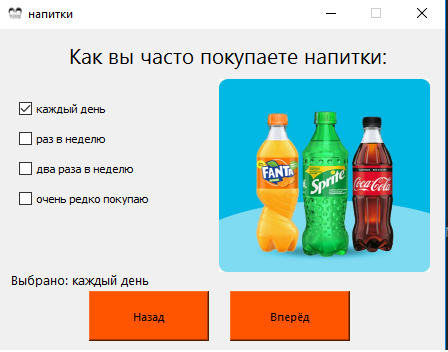 напитки
Как вы часто покупаете напитки:
каждый день
раз в неделю
два раза в неделю
очень редко покупаю
FANTA
Sprite
Coca-Cola
Выбрано: каждый день
Назад
Вперёд